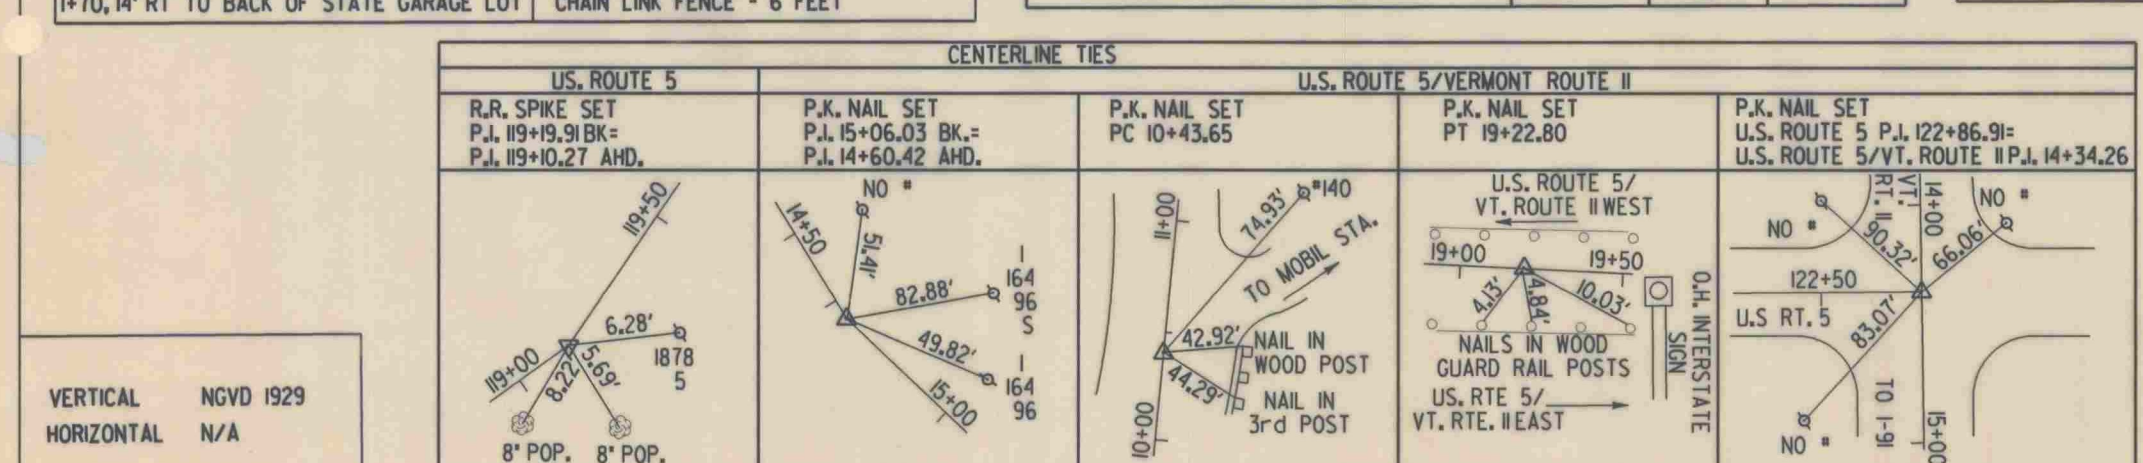 1+70, 14' RT TO BACK OF STATE GARAGE LOT
CHAIN LINK FENCE - 6 FEET
CENTERLINE TIES
US. ROUTE 5
U.S. ROUTE 5/VERMONT ROUTE 11
R.R. SPIKE SET
P.I. 119+19.91 BK=
P.I. 119+10.27 AHD.
P.K. NAIL SET
P.I. 15+06.03 BK.=
P.I. 14+60.42 AHD.
P.K. NAIL SET
PC 10+43.65
P.K. NAIL SET
PT 19+22.80
P.K. NAIL SET
U.S. ROUTE 5 P.I. 122+86.91=
U.S. ROUTE 5/VT. ROUTE 11 P.I. 14+34.26
119+50
6.28'
1878
5
119+00
8.22'
5.69'
8" POP.
8" POP.
NO #
14+50
51.41'
82.88'
1
164
96
S
49.82'
1
164
96
15+00
11+00
74.93'
#140
TO MOBIL STA.
42.92'
NAIL IN
WOOD POST
44.29'
NAIL IN
3rd POST
10+00
U.S. ROUTE 5/
VT. ROUTE 11 WEST
19+00
19+50
4.13'
4.84'
10.03'
NAILS IN WOOD
GUARD RAIL POSTS
US. RTE 5/
VT. RTE. 11 EAST
O.H. INTERSTATE
SIGN
VT.
RT. 11
14+00
NO #
NO #
90.32'
66.06'
122+50
U.S RT. 5
83.07'
TO I-91
15+00
NO #
VERTICAL NGVD 1929
HORIZONTAL N/A